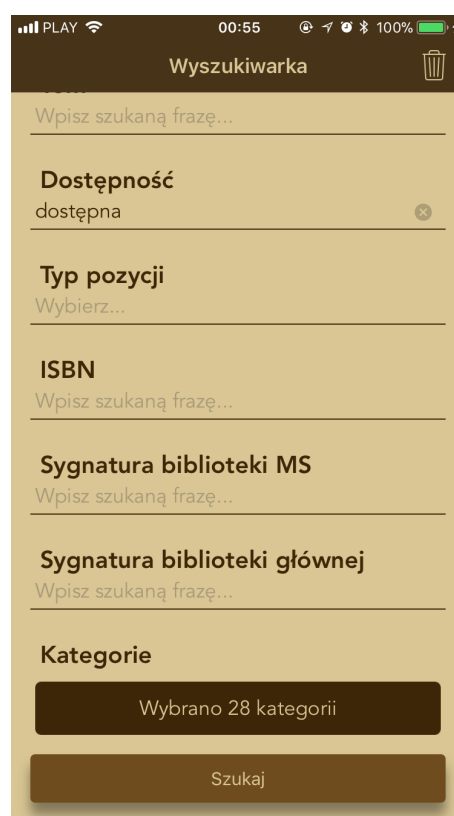 PLAY 00:55 100%
Wyszukiwarka
Wpisz szukaną frazę...
Dostępność
dostępna
Typ pozycji
Wybierz...
ISBN
Wpisz szukaną frazę...
Sygnatura biblioteki MS
Wpisz szukaną frazę...
Sygnatura biblioteki głównej
Wpisz szukaną frazę...
Kategorie
Wybrano 28 kategorii
Szukaj